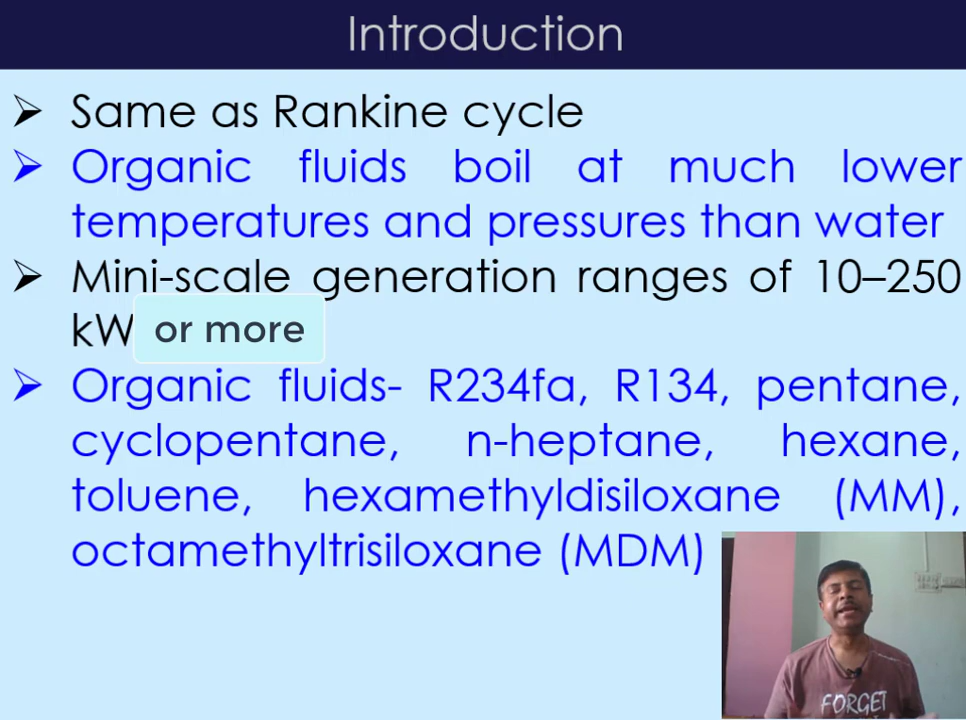 Introduction
➤ Same as Rankine cycle
➤ Organic fluids boil at much lower
temperatures and pressures than water
➤ Mini-scale generation ranges of 10–250
kW or more
➤ Organic fluids- R234fa, R134, pentane,
cyclopentane, n-heptane, hexane,
toluene, hexamethyldisiloxane (MM),
octamethyltrisiloxane (MDM)
FORGET